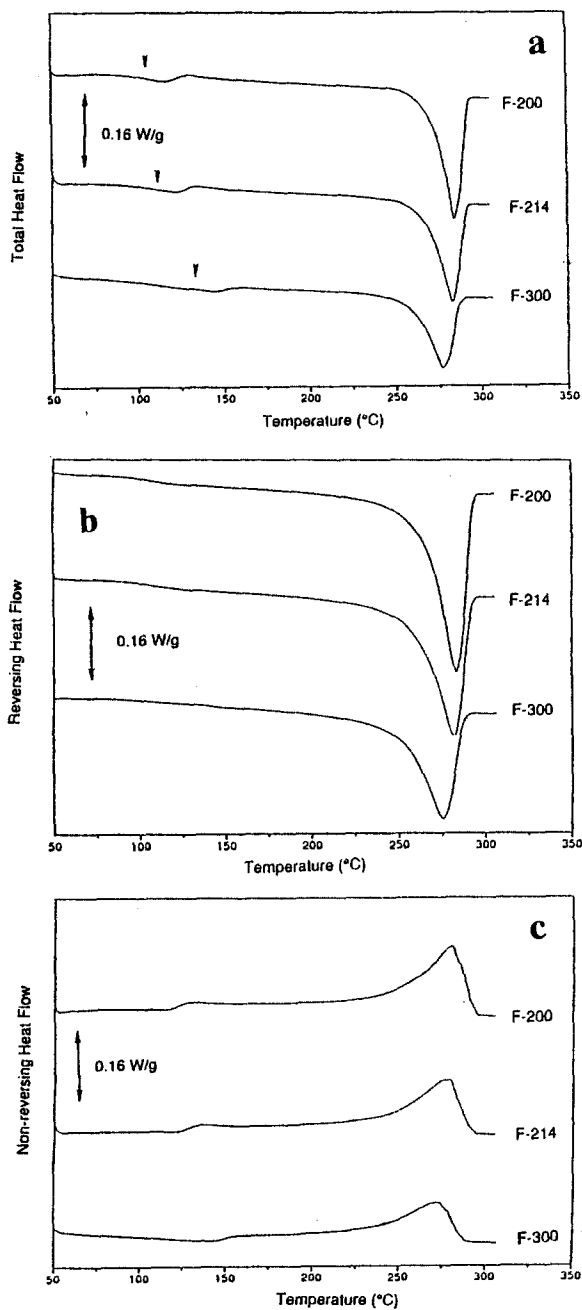 a
F-200
0.16 W/g
F-214
F-300
Total Heat Flow
50 100 150 200 250 300 350
Temperature (°C)
b
F-200
F-214
0.16 W/g
F-300
Reversing Heat Flow
50 100 150 200 250 300 350
Temperature (°C)
c
F-200
0.16 W/g
F-214
F-300
Non-reversing Heat Flow
50 100 150 200 250 300 350
Temperature (°C)